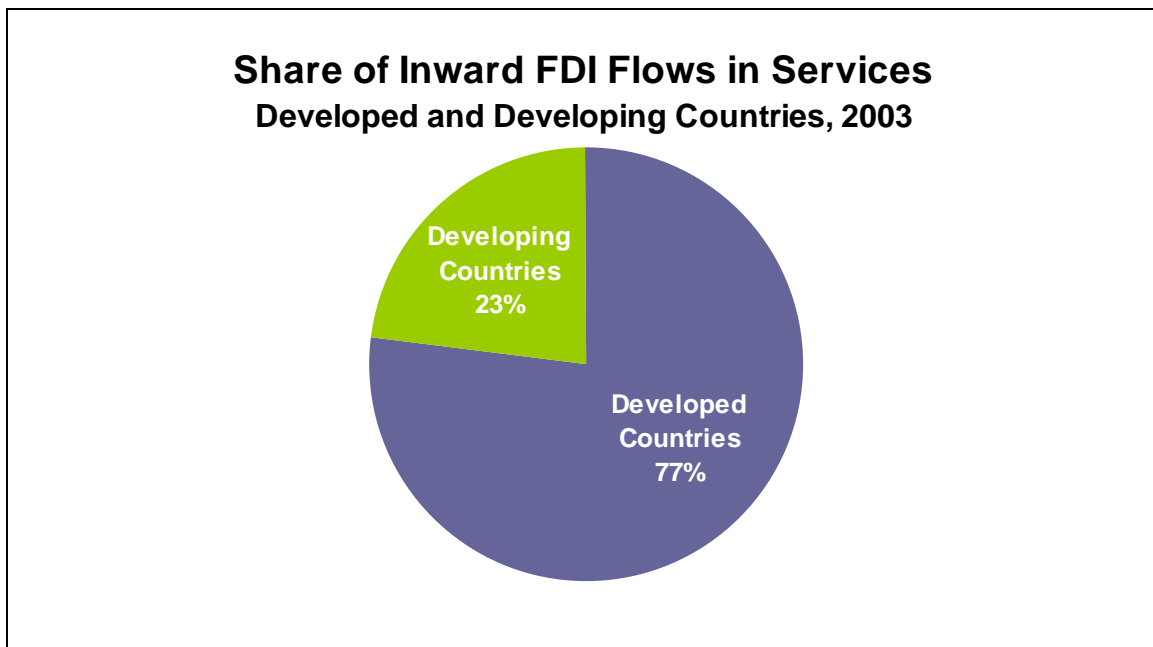 Share of Inward FDI Flows in Services
Developed and Developing Countries, 2003
Developing
Countries
23%
Developed
Countries
77%